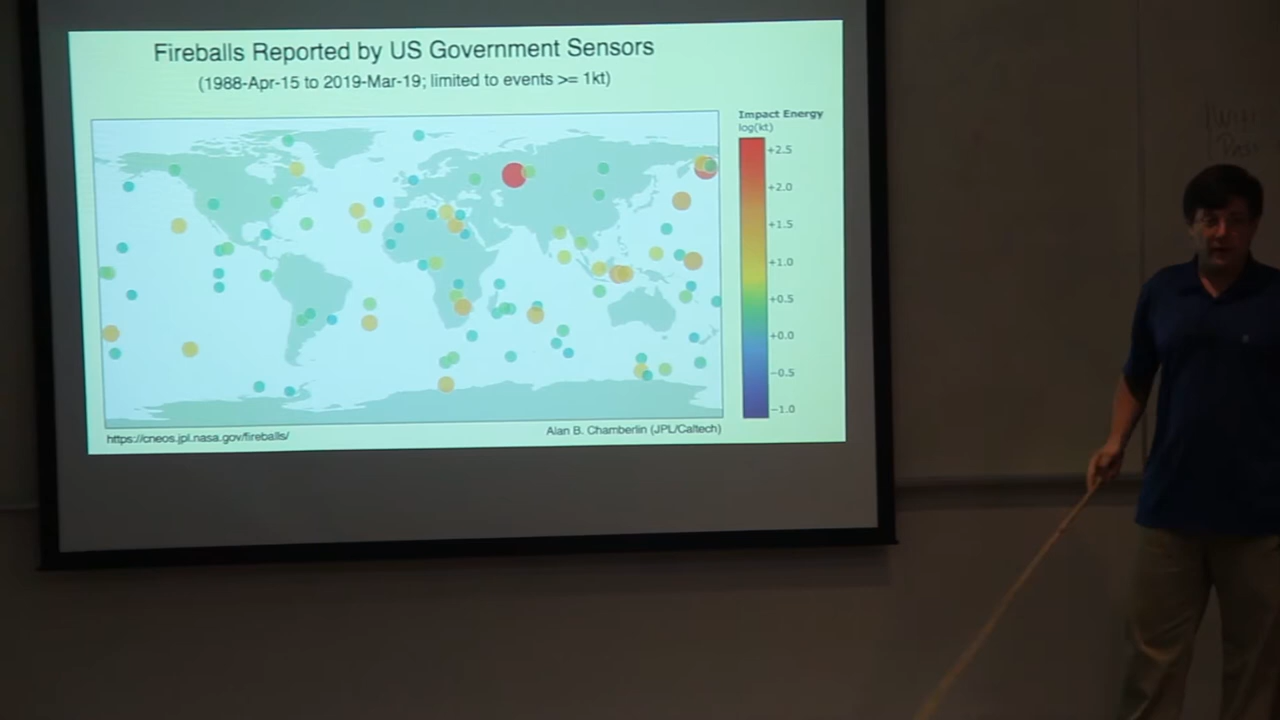 Fireballs Reported by US Government Sensors
(1988-Apr-15 to 2019-Mar-19; limited to events >= 1kt)
Impact Energy
log(kt)
+2.5
+2.0
+1.5
+1.0
+0.5
+0.0
−0.5
−1.0
https://cneos.jpl.nasa.gov/fireballs/
Alan B. Chamberlin (JPL/Caltech)